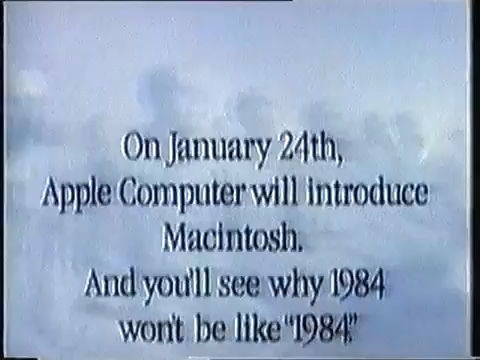 On January 24th,
Apple Computer will introduce
Macintosh.
And you'll see why 1984
won't be like "1984."